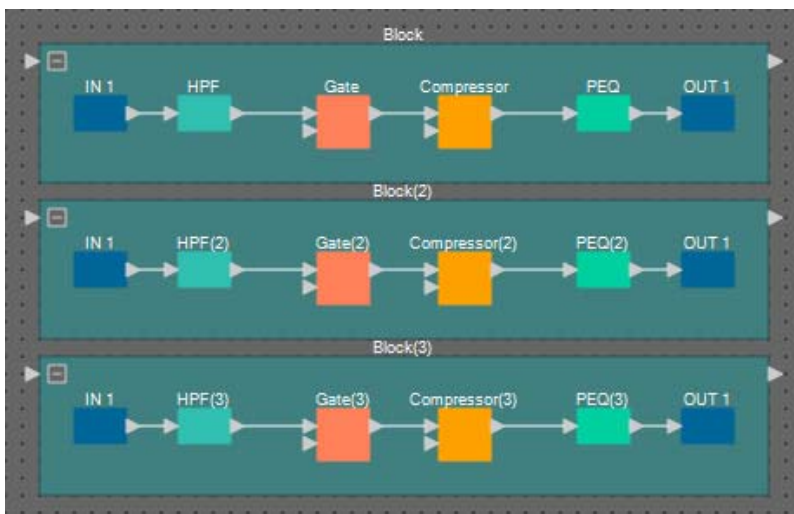 Block
IN 1 HPF Gate Compressor PEQ OUT 1
Block(2)
IN 1 HPF(2) Gate(2) Compressor(2) PEQ(2) OUT 1
Block(3)
IN 1 HPF(3) Gate(3) Compressor(3) PEQ(3) OUT 1